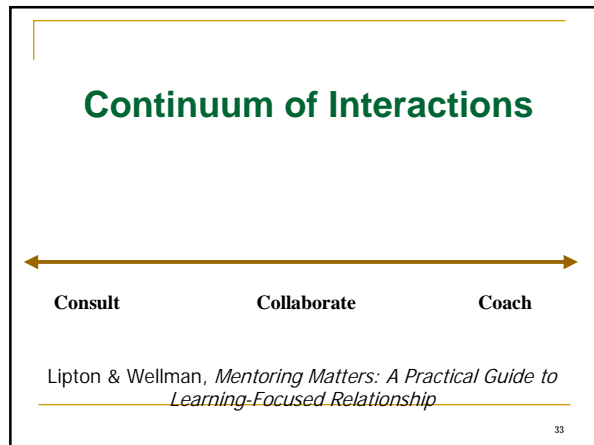 Continuum of Interactions
Consult Collaborate Coach
Lipton & Wellman, Mentoring Matters: A Practical Guide to
Learning-Focused Relationship
33